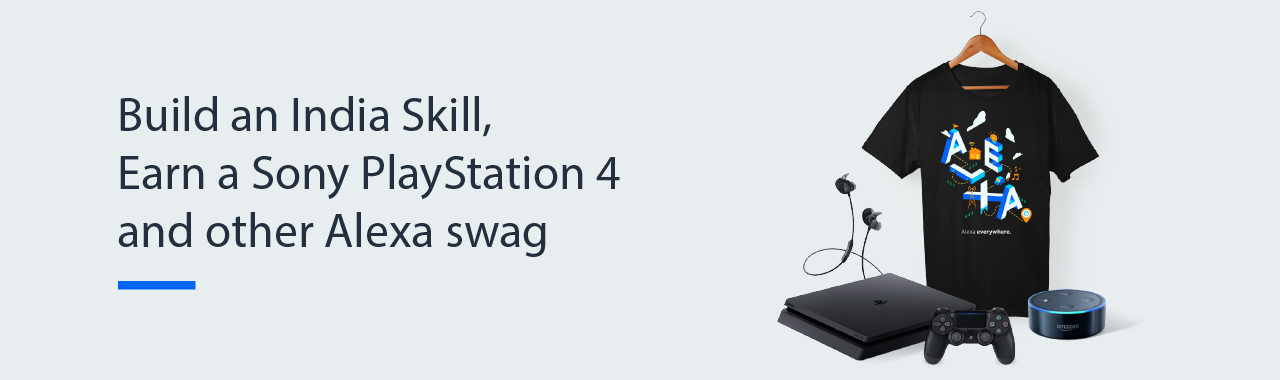 Build an India Skill,
Earn a Sony PlayStation 4
and other Alexa swag
ALEXA
Alexa everywhere.
amazon